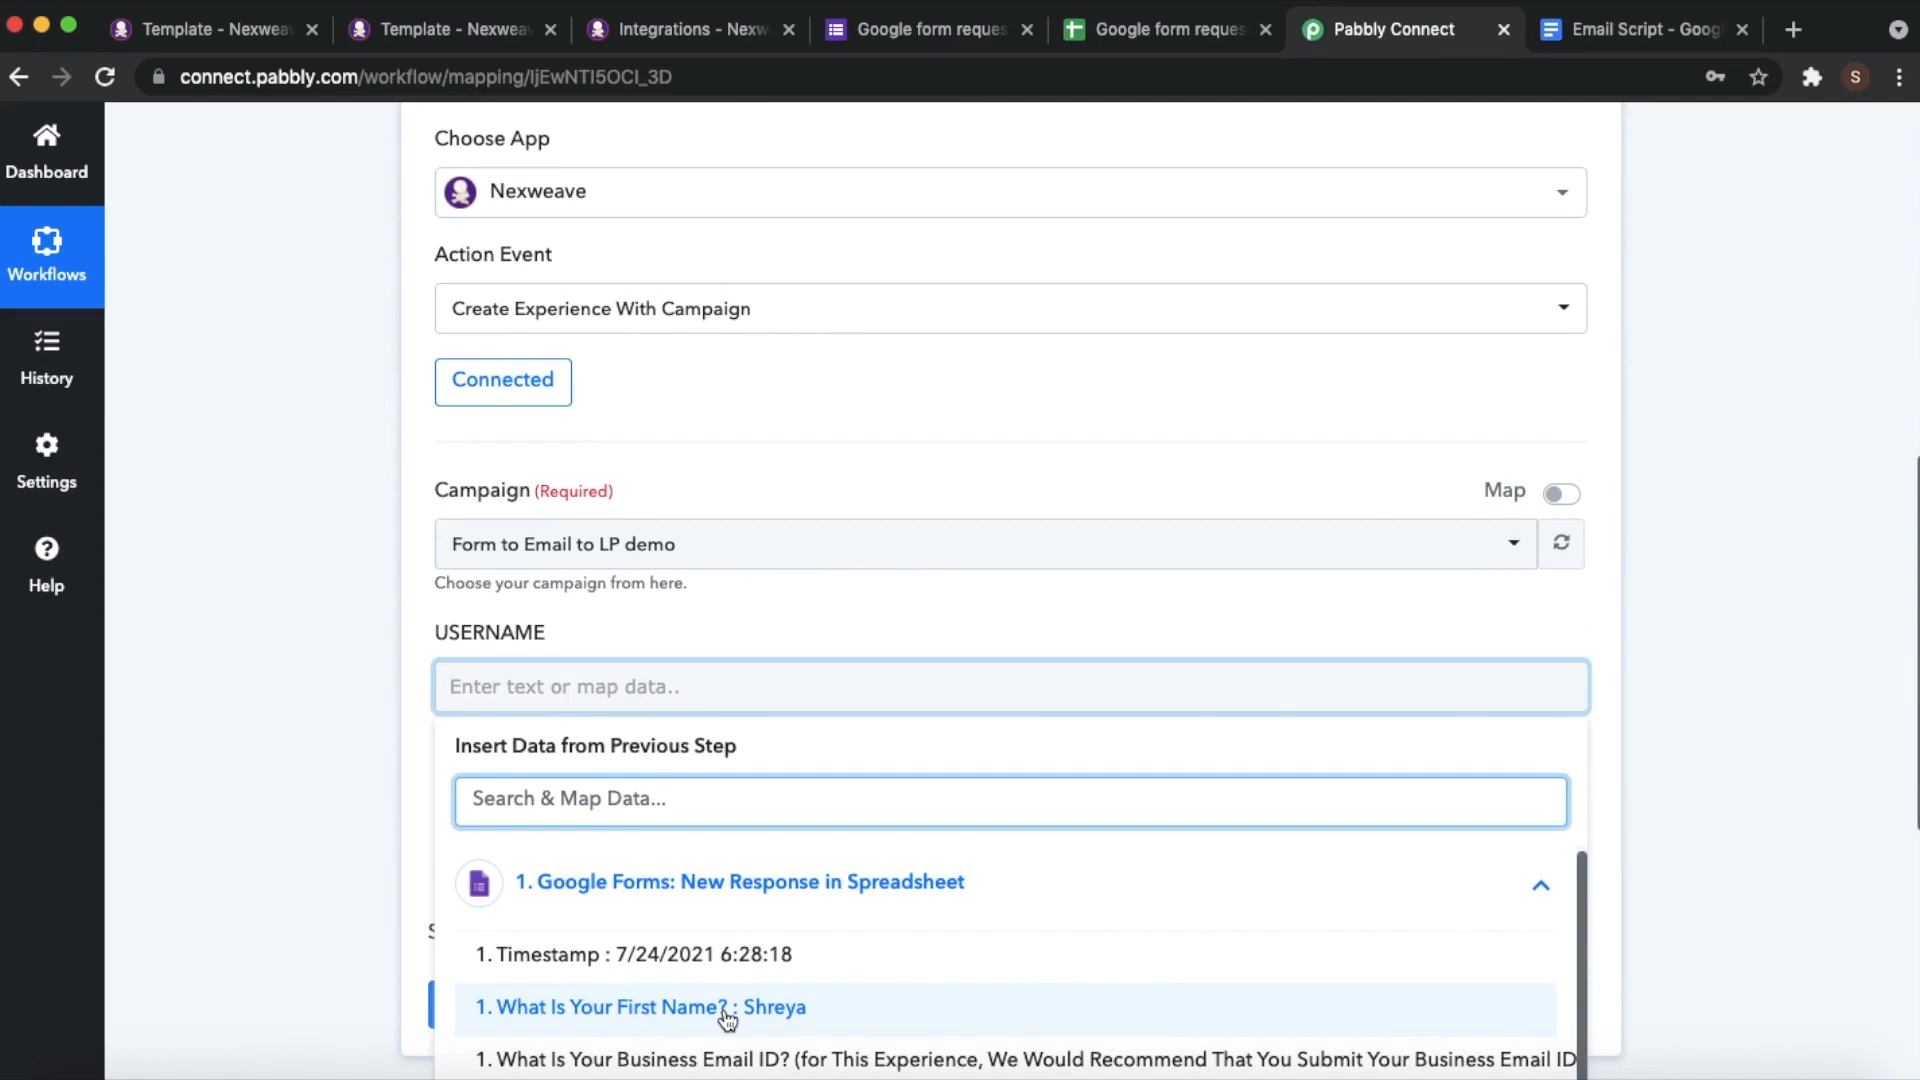 Template - Nexwea
Template - Nexwea
Integrations - Nexw
Google form reques
Google form reques
Pabbly Connect
Email Script - Goog
connect.pabbly.com/workflow/mapping/IjEwNTI5OCI_3D
S
Dashboard
Workflows
History
Settings
Help
Choose App
Nexweave
Action Event
Create Experience With Campaign
Connected
Campaign (Required)
Map
Form to Email to LP demo
Choose your campaign from here.
USERNAME
Enter text or map data..
Insert Data from Previous Step
Search & Map Data...
1. Google Forms: New Response in Spreadsheet
1. Timestamp : 7/24/2021 6:28:18
1. What Is Your First Name? : Shreya
1. What Is Your Business Email ID? (for This Experience, We Would Recommend That You Submit Your Business Email ID